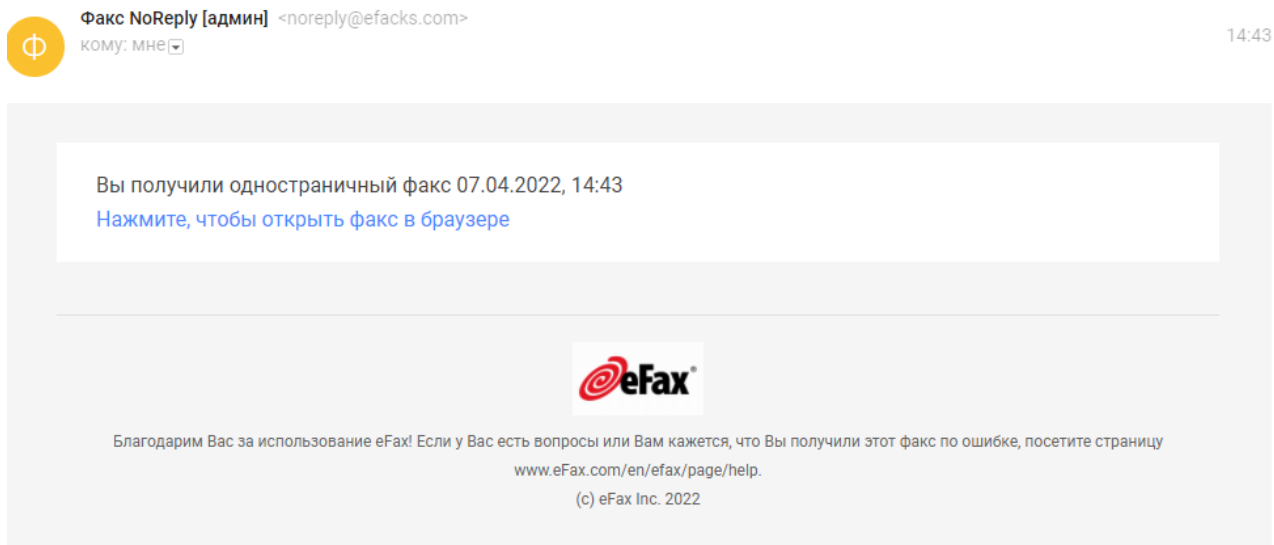 Факс NoReply [админ] <noreply@efacks.com>
кому: мне
14:43
Ф
Вы получили одностраничный факс 07.04.2022, 14:43
Нажмите, чтобы открыть факс в браузере
eFax®
Благодарим Вас за использование eFax! Если у Вас есть вопросы или Вам кажется, что Вы получили этот факс по ошибке, посетите страницу
www.eFax.com/en/efax/page/help.
(c) eFax Inc. 2022